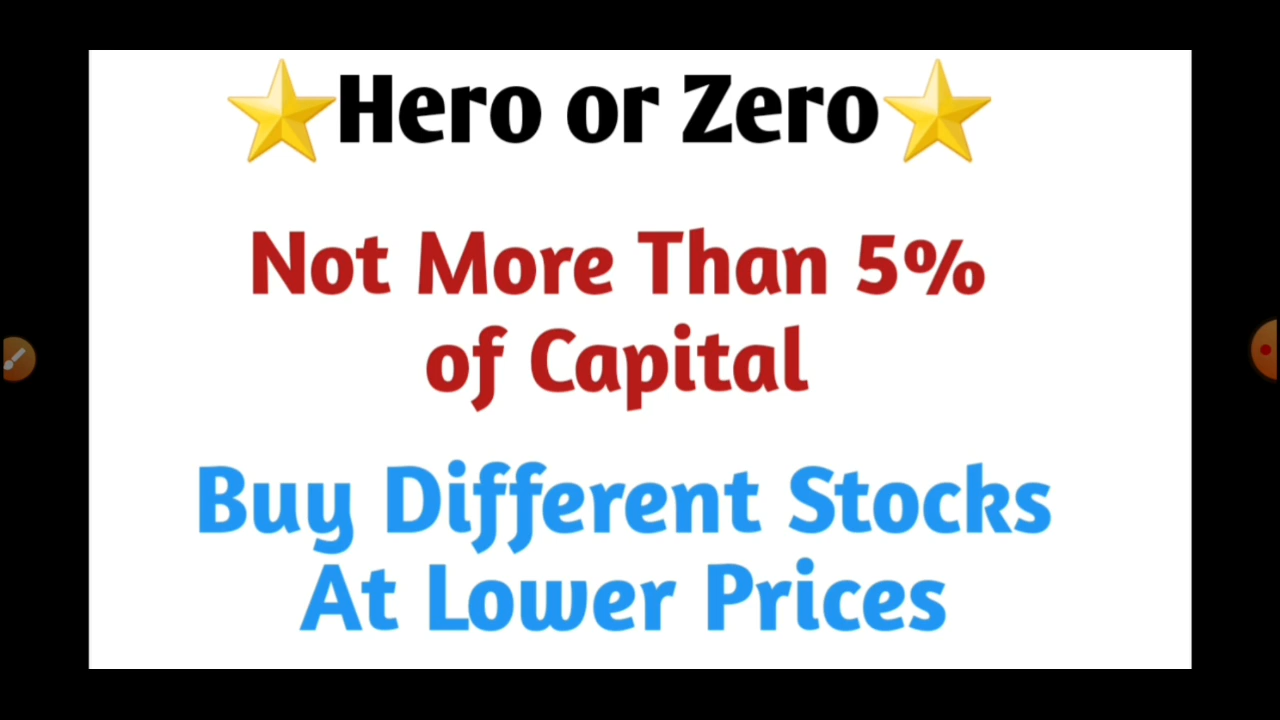 ⭐Hero or Zero⭐
Not More Than 5%
of Capital
Buy Different Stocks
At Lower Prices